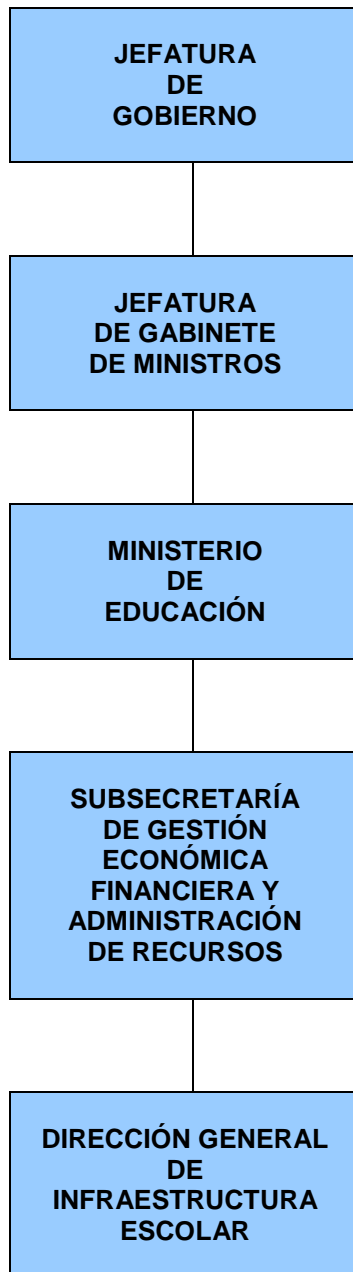 JEFATURA
DE
GOBIERNO
JEFATURA
DE GABINETE
DE MINISTROS
MINISTERIO
DE
EDUCACIÓN
SUBSECRETARÍA
DE GESTIÓN
ECONÓMICA
FINANCIERA Y
ADMINISTRACIÓN
DE RECURSOS
DIRECCIÓN GENERAL
DE
INFRAESTRUCTURA
ESCOLAR